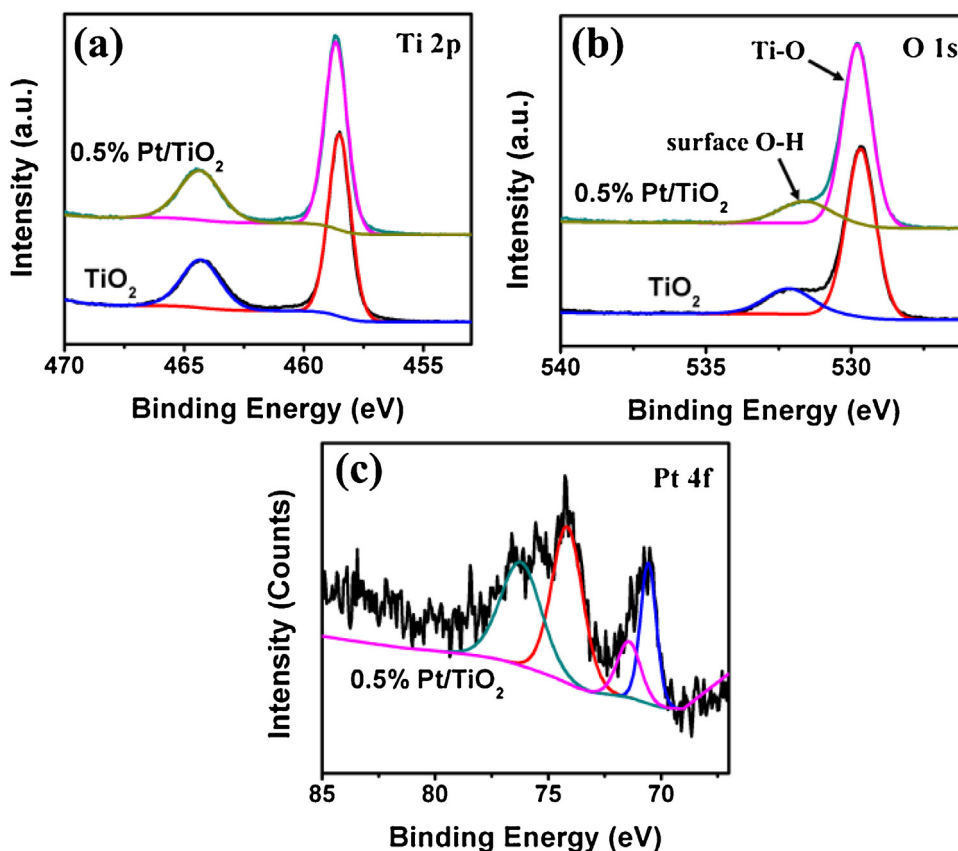 (a)
Ti 2p
0.5% Pt/TiO₂
TiO₂
Intensity (a.u.)
470
465
460
455
Binding Energy (eV)
(b)
O 1s
Ti-O
surface O-H
0.5% Pt/TiO₂
TiO₂
Intensity (a.u.)
540
535
530
Binding Energy (eV)
(c)
Pt 4f
0.5% Pt/TiO₂
Intensity (Counts)
85
80
75
70
Binding Energy (eV)